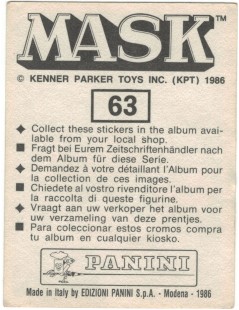 MASK™
© KENNER PARKER TOYS INC. (KPT) 1986
63
◆ Collect these stickers in the album avai-
lable from your local shop.
■ Fragt bei Eurem Zeitschriftenhändler nach
dem Album für diese Serie.
◆ Demandez à votre détaillant l'Album pour
la collection de ces images.
■ Chiedete al vostro rivenditore l'album per
la raccolta di queste figurine.
◆ Vraagt aan uw verkoper het album voor
uw verzameling van deze prentjes.
■ Para coleccionar estos cromos compra
tu album en cualquier kiosko.
PANINI
Made in Italy by EDIZIONI PANINI S.p.A. - Modena - 1986